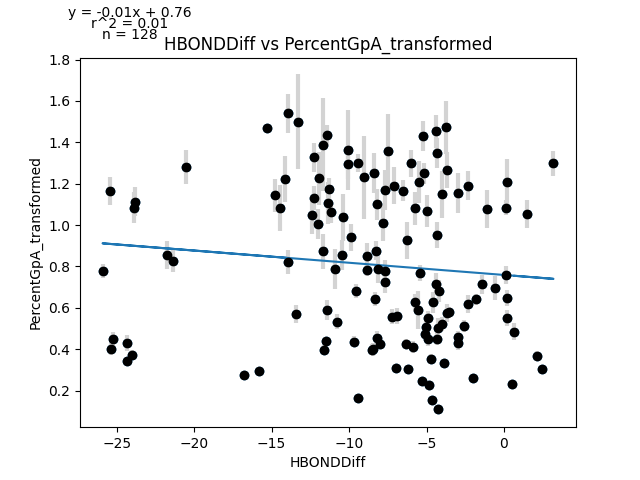 y = -0.01x + 0.76
r^2 = 0.01
n = 128
HBONDDiff vs PercentGpA_transformed
PercentGpA_transformed
1.8
1.6
1.4
1.2
1.0
0.8
0.6
0.4
0.2
−25
−20
−15
−10
−5
0
HBONDDiff